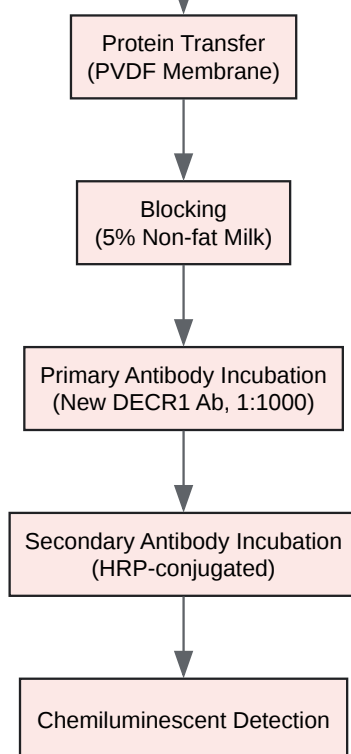 Protein Transfer
(PVDF Membrane)
Blocking
(5% Non-fat Milk)
Primary Antibody Incubation
(New DECR1 Ab, 1:1000)
Secondary Antibody Incubation
(HRP-conjugated)
Chemiluminescent Detection